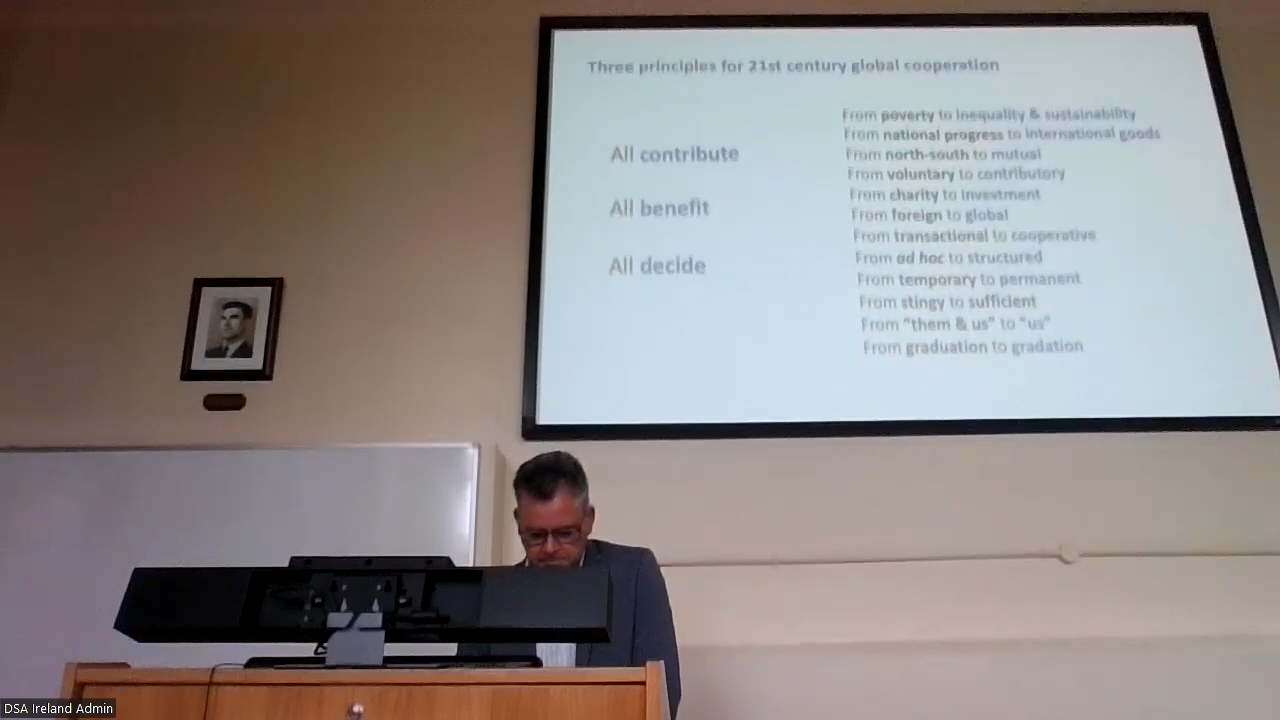 Three principles for 21st century global cooperation
All contribute
All benefit
All decide
From poverty to inequality & sustainability
From national progress to international goods
From north-south to mutual
From voluntary to contributory
From charity to investment
From foreign to global
From transactional to cooperative
From ad hoc to structured
From temporary to permanent
From stingy to sufficient
From "them & us" to "us"
From graduation to gradation
DSA Ireland Admin